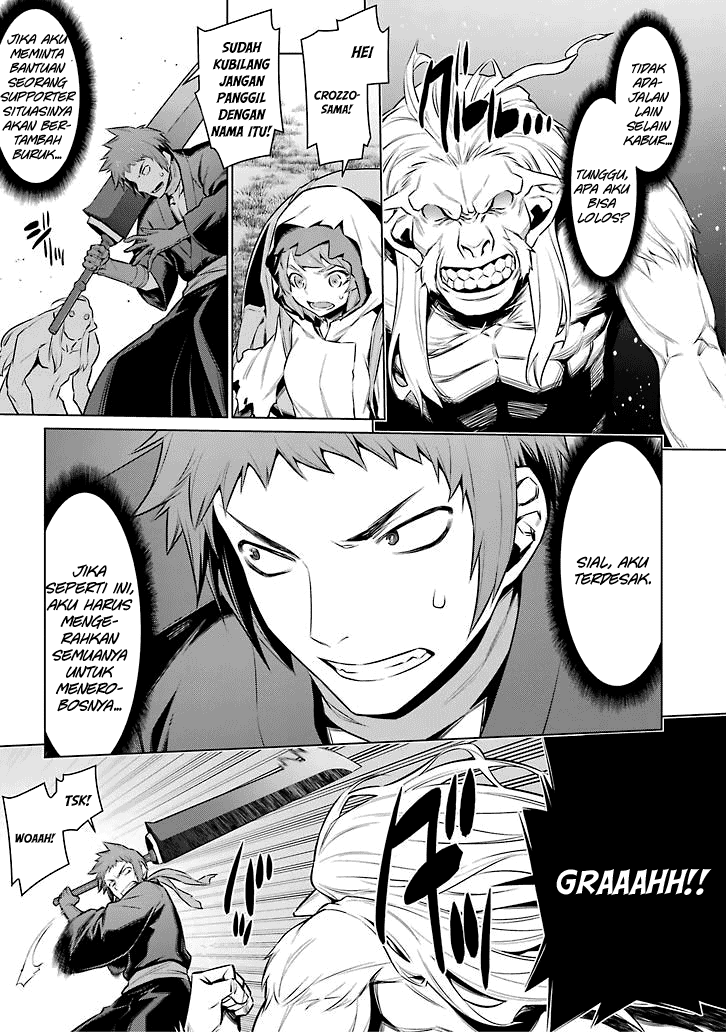 TIDAK
APA-
JALAN
LAIN
SELAIN
KABUR...
TUNGGU,
APA AKU
BISA
LOLOS?
HEI
CROZZO-
SAMA!
SUDAH
KUBILANG
JANGAN
PANGGIL
DENGAN
NAMA ITU!
JIKA AKU
MEMINTA
BANTUAN
SEORANG
SUPPORTER
SITUASINYA
AKAN BER-
TAMBAH
BURUK...
SIAL, AKU
TERDESAK.
JIKA
SEPERTI INI,
AKU HARUS
MENGE-
RAHKAN
SEMUANYA
UNTUK
MENERO-
BOSNYA...
GRAAAHH!!
TSK!
WOAAH!